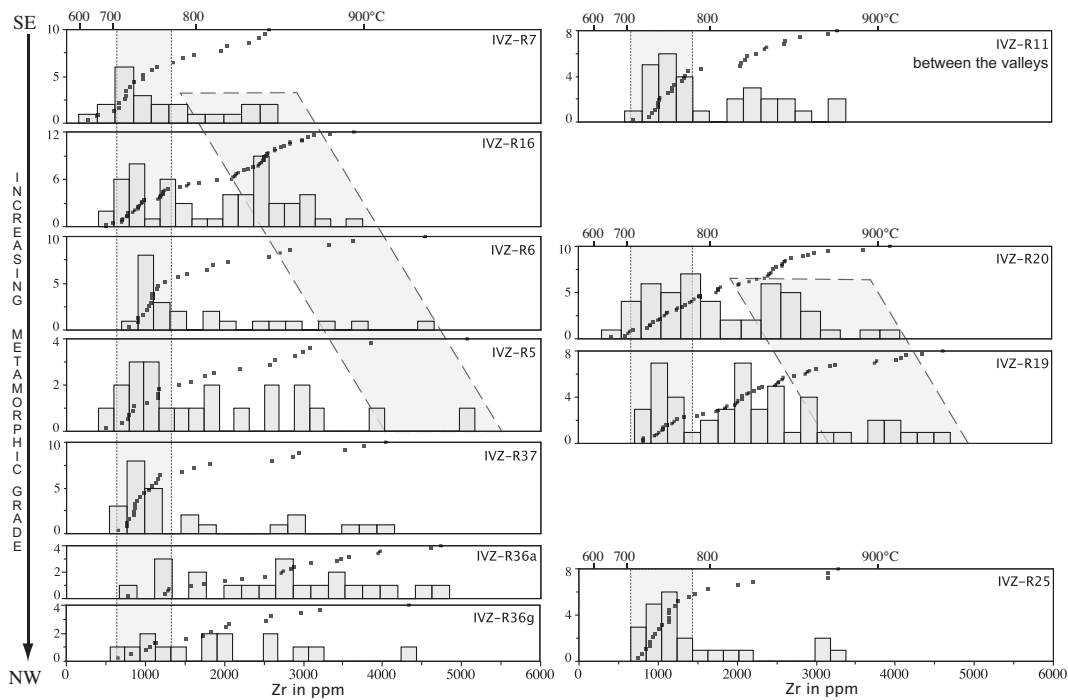 SE
INCREASING METAMORPHIC GRADE
NW
600 700 800 900°C
10
5
0
IVZ-R7
12
6
0
IVZ-R16
10
5
0
IVZ-R6
4
2
0
IVZ-R5
10
5
0
IVZ-R37
4
2
0
IVZ-R36a
4
2
0
IVZ-R36g
0 1000 2000 3000 4000 5000 6000
Zr in ppm
600 700 800 900°C
8
4
0
IVZ-R11
between the valleys
600 700 800 900°C
10
5
0
IVZ-R20
8
4
0
IVZ-R19
600 700 800 900°C
8
4
0
IVZ-R25
0 1000 2000 3000 4000 5000 6000
Zr in ppm